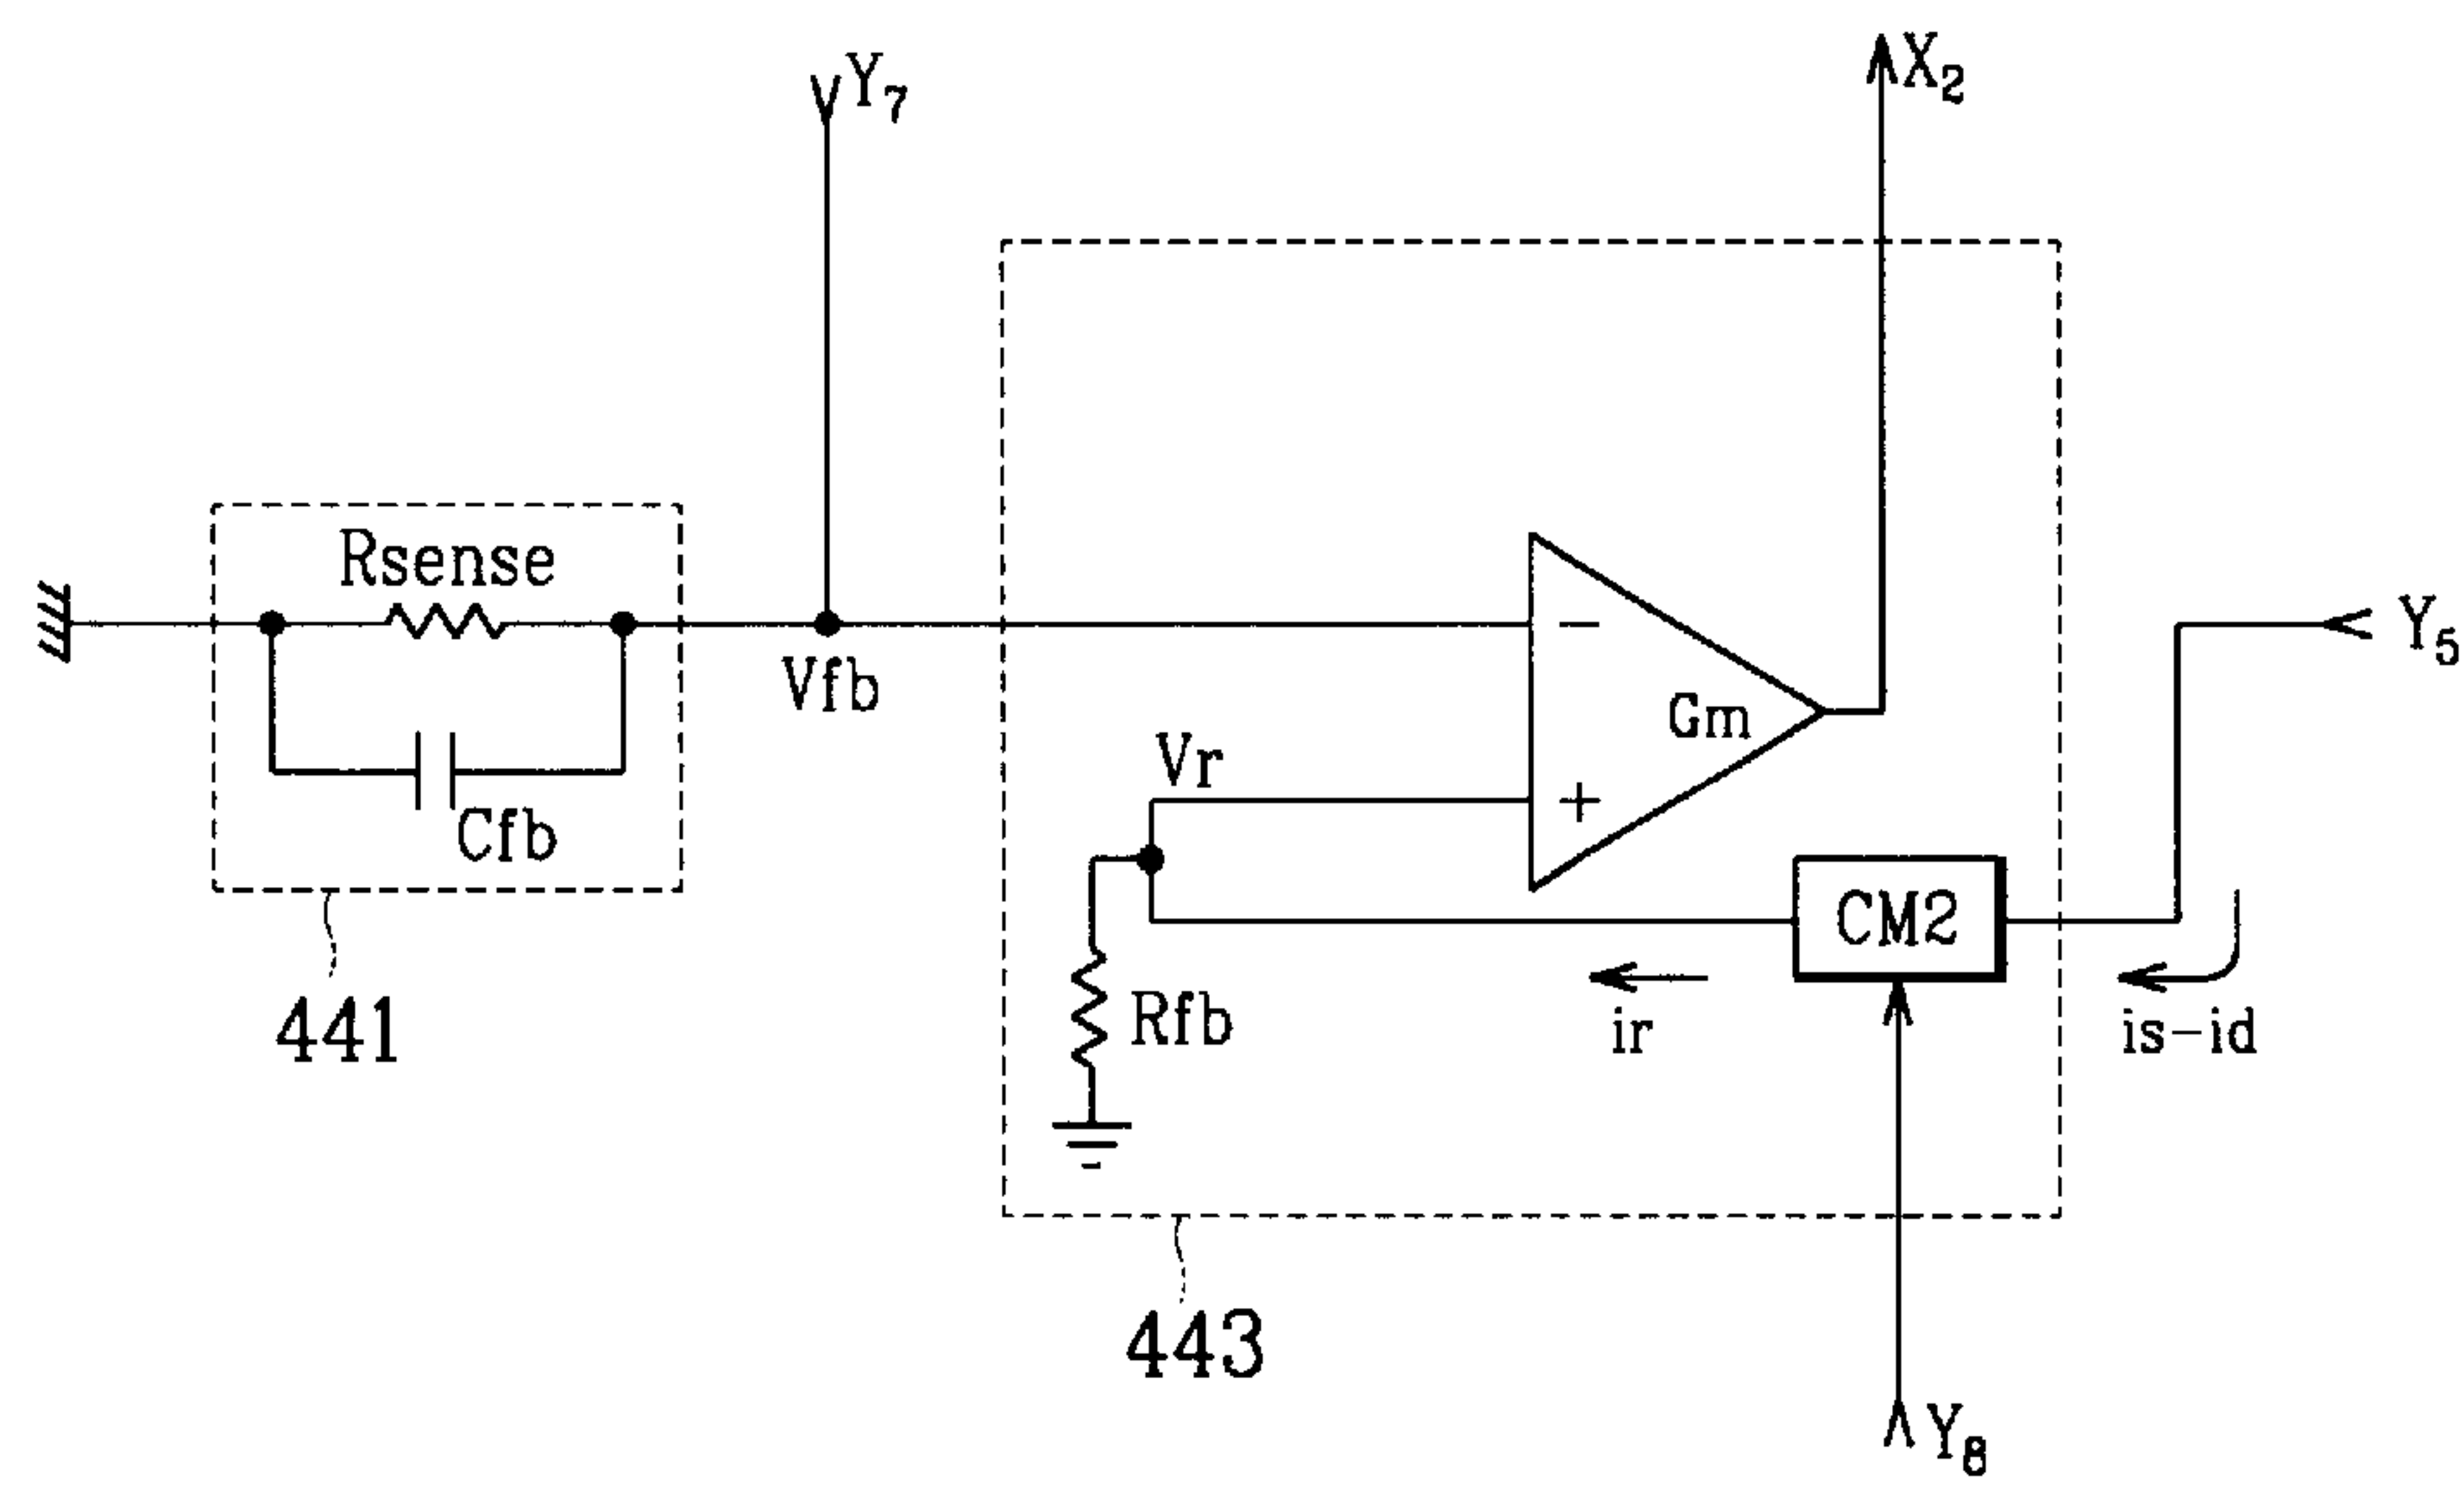 Y7
X2
Rsense
Y5
Vfb
Gm
−
Vr
+
Cfb
CM2
441
Rfb
ir
is-id
443
Y8